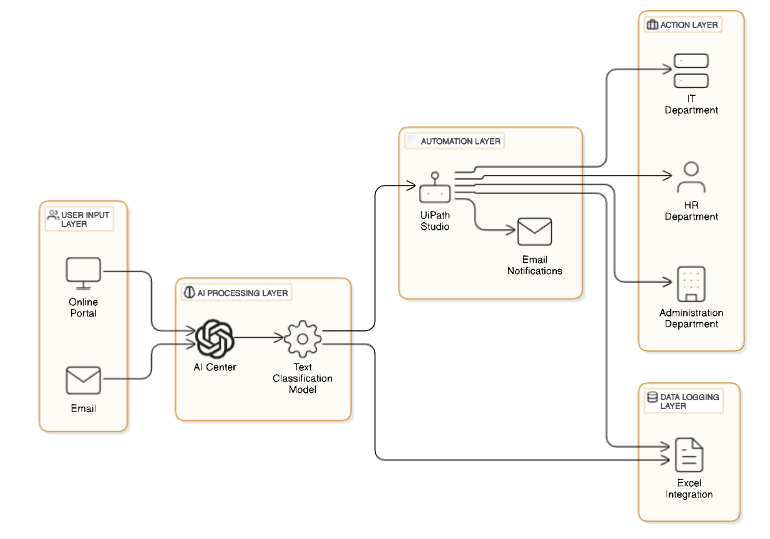 USER INPUT
LAYER
Online
Portal
Email
AI PROCESSING LAYER
AI Center
Text
Classification
Model
AUTOMATION LAYER
UiPath
Studio
Email
Notifications
ACTION LAYER
IT
Department
HR
Department
Administration
Department
DATA LOGGING
LAYER
Excel
Integration